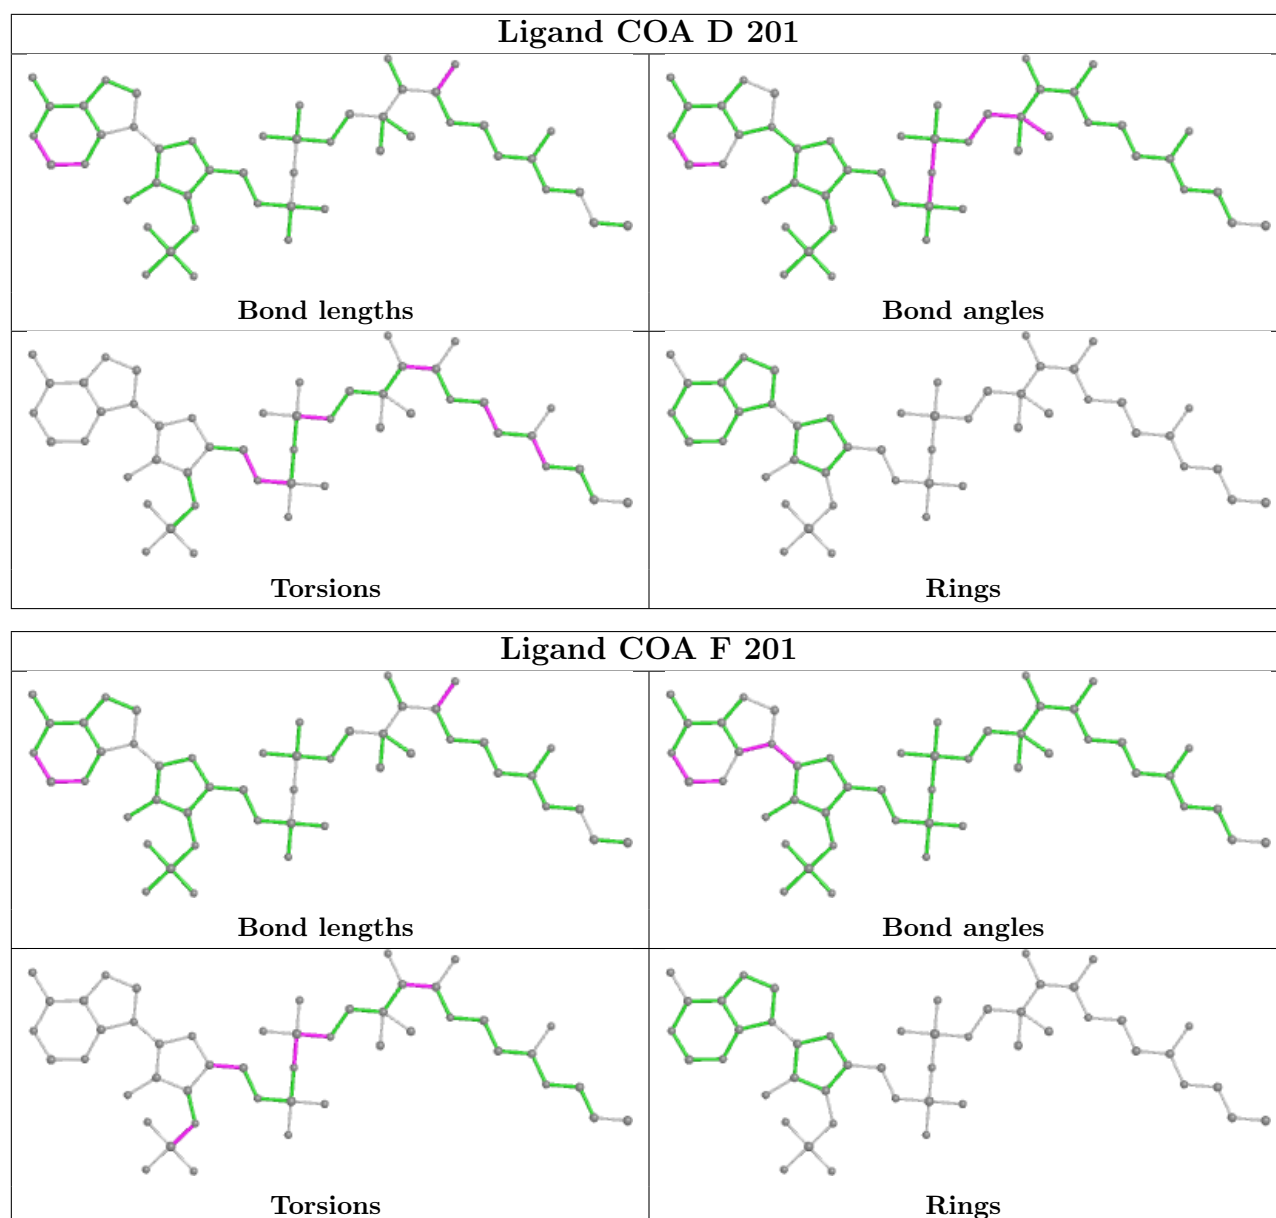 Ligand COA D 201
Bond lengths
Bond angles
Torsions
Rings
Ligand COA F 201
Bond lengths
Bond angles
Torsions
Rings